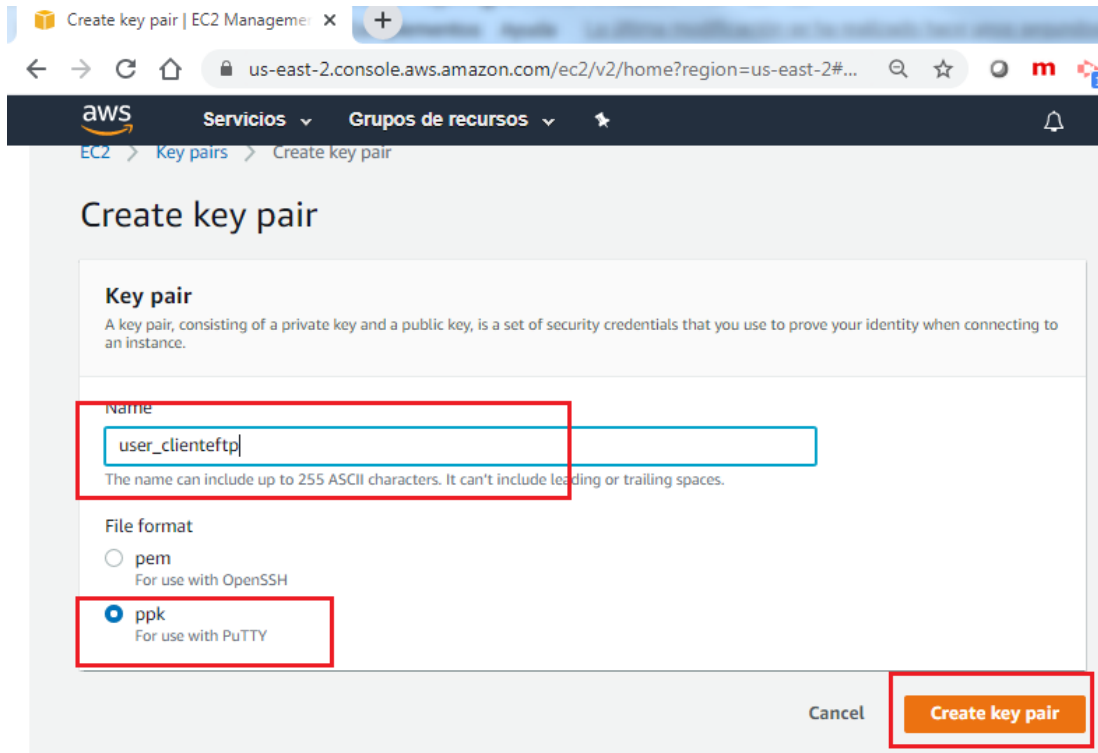 Create key pair | EC2 Managemen
us-east-2.console.aws.amazon.com/ec2/v2/home?region=us-east-2#...
aws Servicios Grupos de recursos
EC2 > Key pairs > Create key pair
Create key pair
Key pair
A key pair, consisting of a private key and a public key, is a set of security credentials that you use to prove your identity when connecting to
an instance.
Name
user_clienteftp
The name can include up to 255 ASCII characters. It can't include leading or trailing spaces.
File format
pem
For use with OpenSSH
ppk
For use with PuTTY
Cancel Create key pair